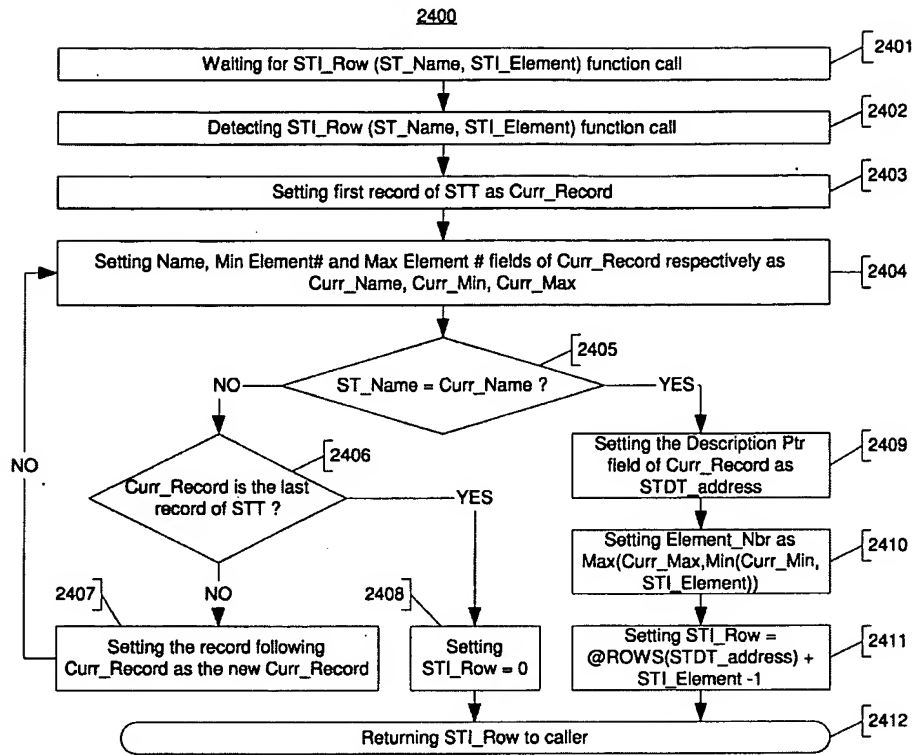 2400
Waiting for STI_Row (ST_Name, STI_Element) function call
2401
Detecting STI_Row (ST_Name, STI_Element) function call
2402
Setting first record of STT as Curr_Record
2403
Setting Name, Min Element# and Max Element # fields of Curr_Record respectively as
Curr_Name, Curr_Min, Curr_Max
2404
ST_Name = Curr_Name ?
2405
NO
YES
Curr_Record is the last
record of STT ?
2406
NO
YES
NO
Setting the Description Ptr
field of Curr_Record as
STDT_address
2409
Setting Element_Nbr as
Max(Curr_Max,Min(Curr_Min,
STI_Element))
2410
2407
Setting the record following
Curr_Record as the new Curr_Record
2408
Setting
STI_Row = 0
Setting STI_Row =
@ROWS(STDT_address) +
STI_Element -1
2411
Returning STI_Row to caller
2412